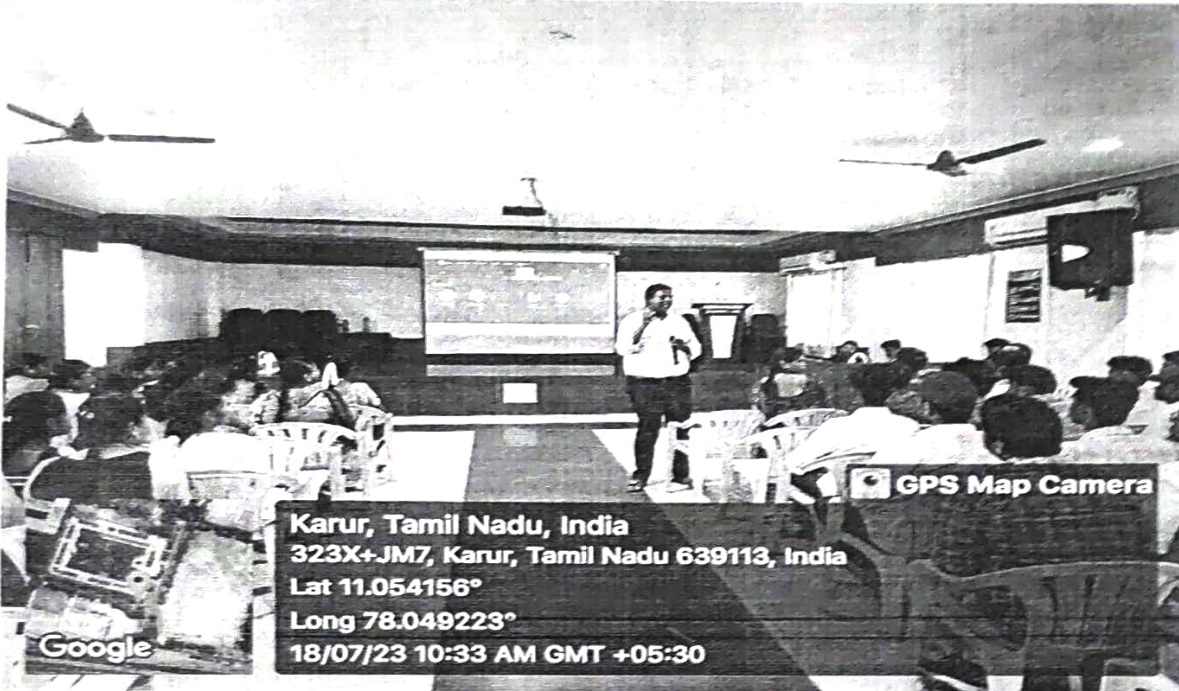 GPS Map Camera
Karur, Tamil Nadu, India
323X+JM7, Karur, Tamil Nadu 639113, India
Lat 11.054156°
Long 78.049223°
18/07/23 10:33 AM GMT +05:30
Google